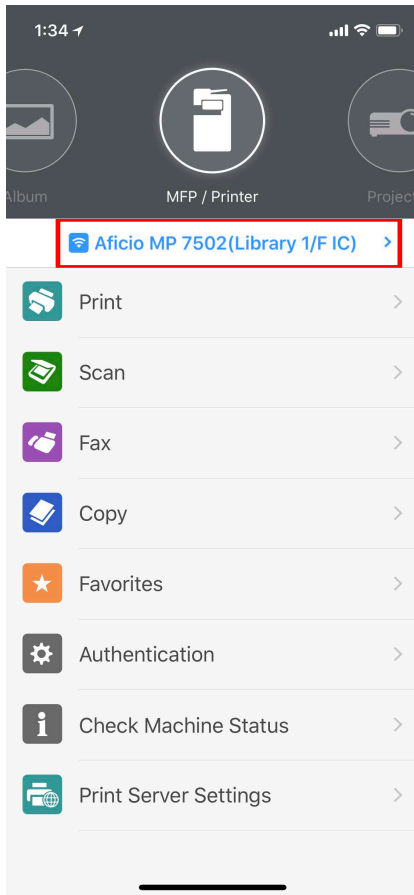 1:34
Album
MFP / Printer
Projec
Aficio MP 7502(Library 1/F IC)
Print
Scan
Fax
Copy
Favorites
Authentication
Check Machine Status
Print Server Settings